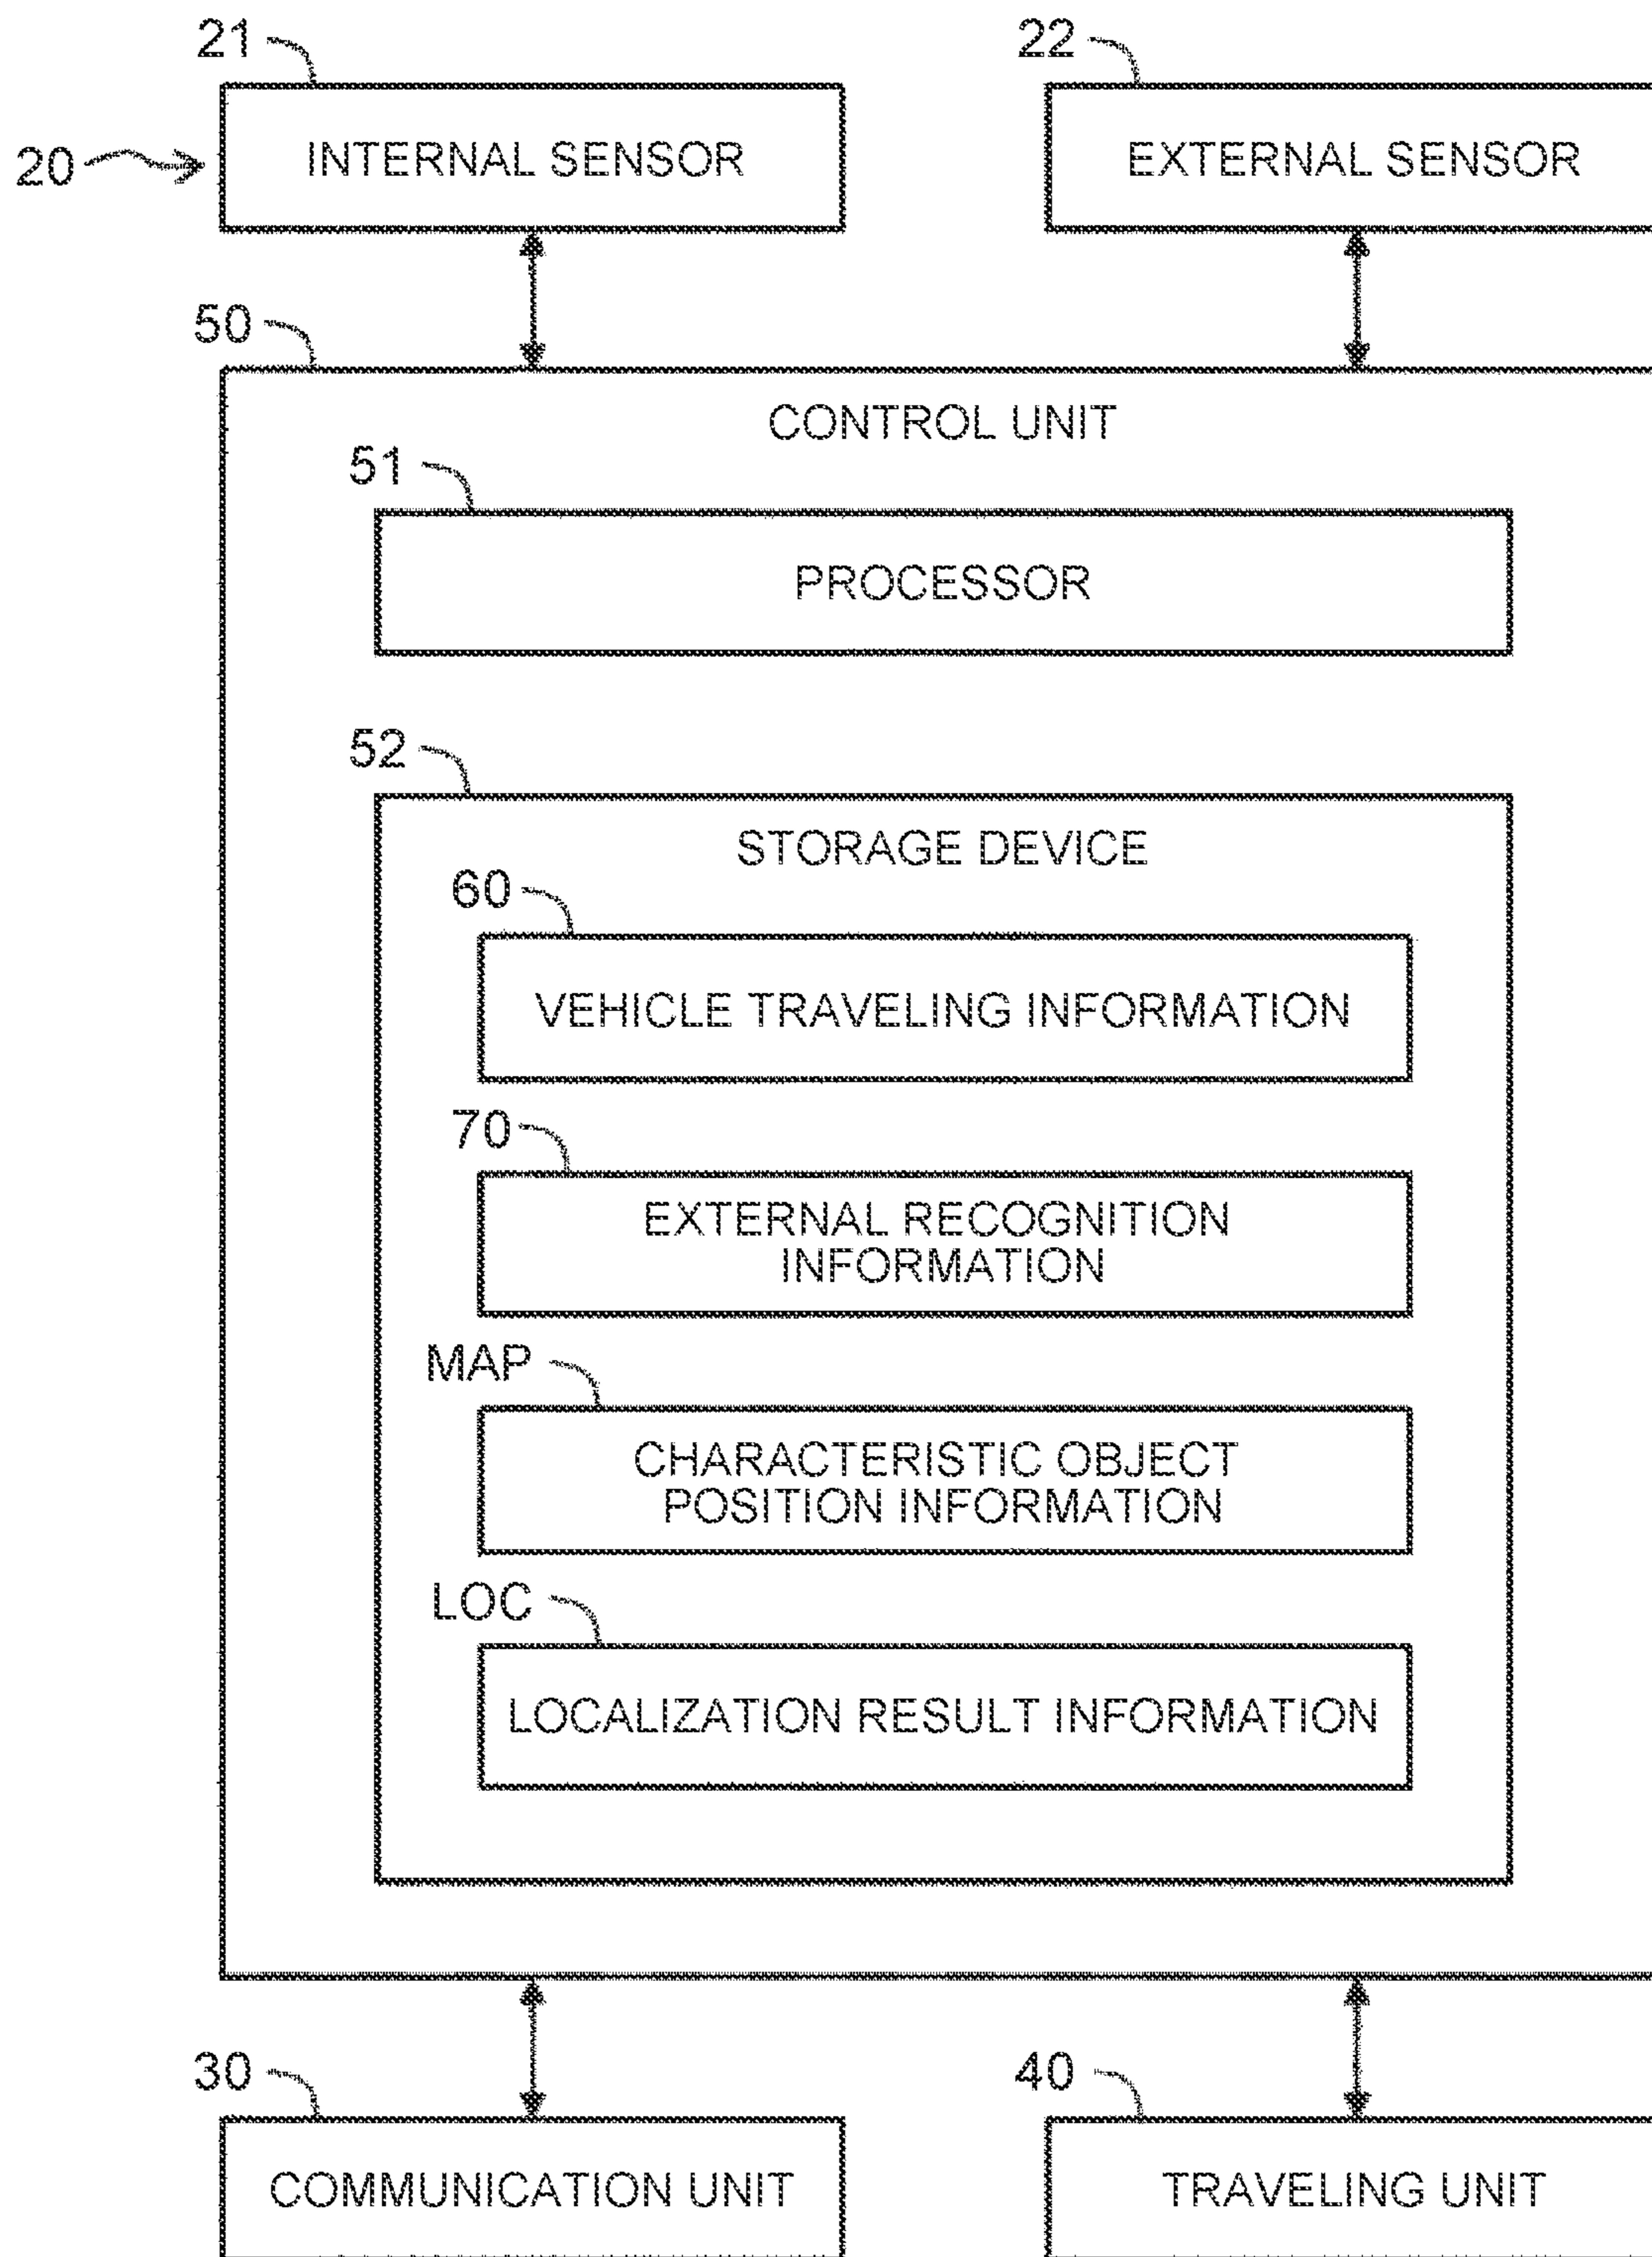 21
22
20
INTERNAL SENSOR
EXTERNAL SENSOR
50
CONTROL UNIT
51
PROCESSOR
52
STORAGE DEVICE
60
VEHICLE TRAVELING INFORMATION
70
EXTERNAL RECOGNITION
INFORMATION
MAP
CHARACTERISTIC OBJECT
POSITION INFORMATION
LOC
LOCALIZATION RESULT INFORMATION
30
40
COMMUNICATION UNIT
TRAVELING UNIT